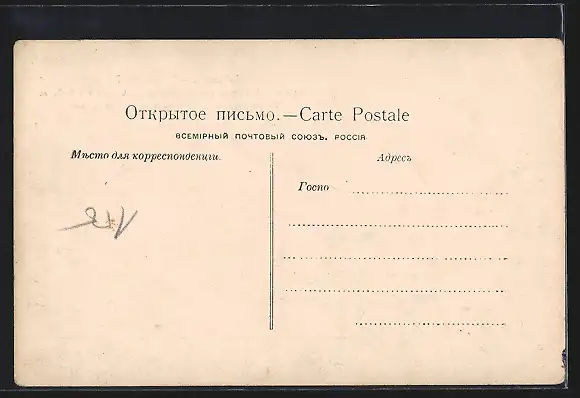 Открытое письмо.—Carte Postale
ВСЕМІРНЫЙ ПОЧТОВЫЙ СОЮЗЪ. РОССІЯ
Мѣсто для корреспонденціи.
Адресъ
Госпо